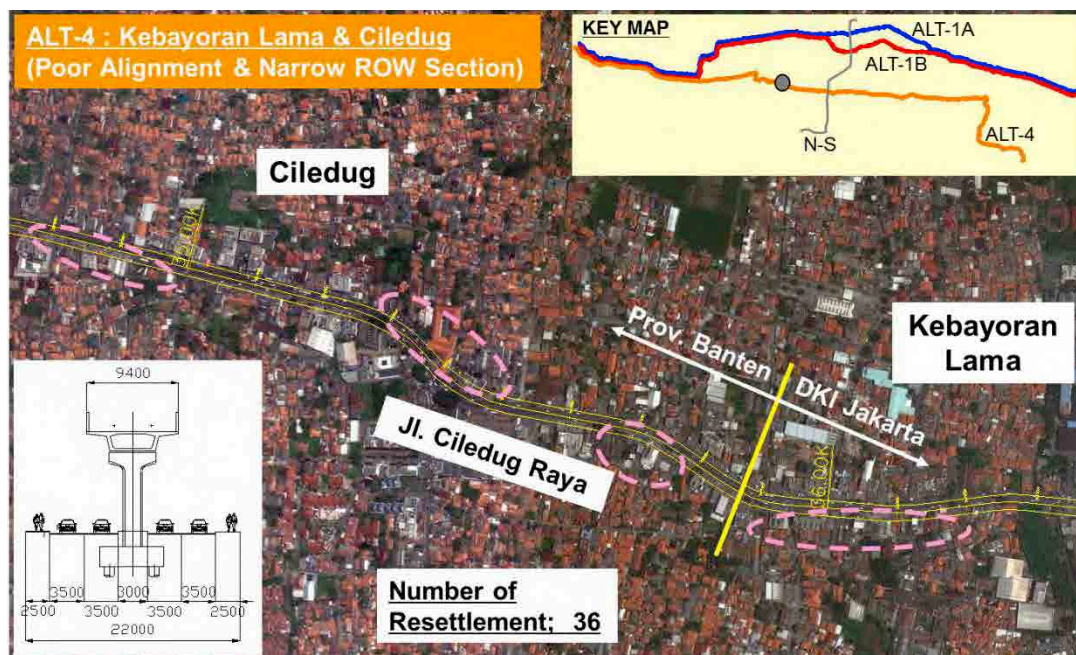 ALT-4 : Kebayoran Lama & Ciledug
(Poor Alignment & Narrow ROW Section)
KEY MAP
ALT-1A
ALT-1B
N-S
ALT-4
Ciledug
Kebayoran
Lama
Prov. Banten
DKI Jakarta
Jl. Ciledug Raya
36.00k
9400
3500 3000 3500
2500 3500 3500 2500
22000
Number of
Resettlement; 36